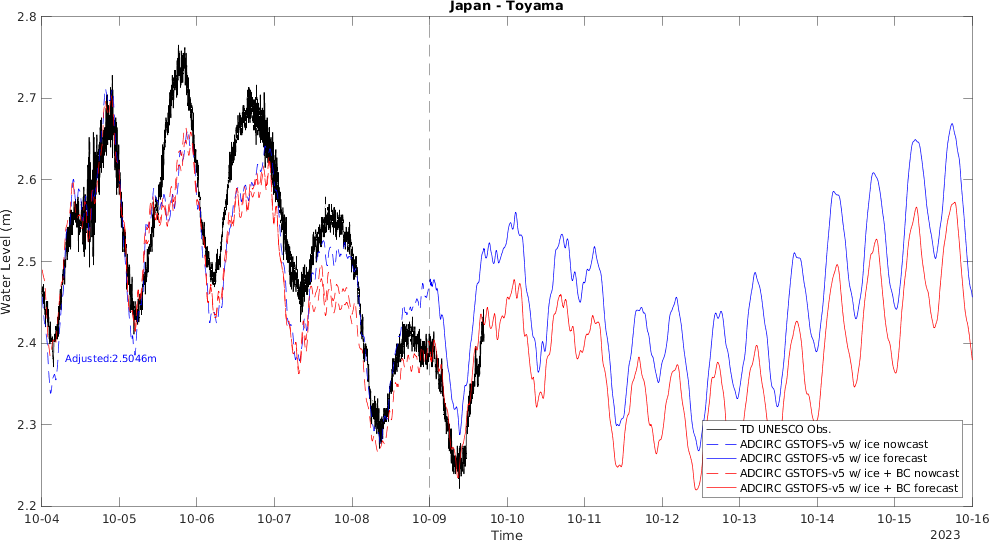 Japan - Toyama
2.8
2.7
2.6
2.5
2.4
2.3
2.2
Water Level (m)
Adjusted:2.5046m
TD UNESCO Obs.
ADCIRC GSTOFS-v5 w/ ice nowcast
ADCIRC GSTOFS-v5 w/ ice forecast
ADCIRC GSTOFS-v5 w/ ice + BC nowcast
ADCIRC GSTOFS-v5 w/ ice + BC forecast
10-04 10-05 10-06 10-07 10-08 10-09 10-10 10-11 10-12 10-13 10-14 10-15 10-16
Time
2023